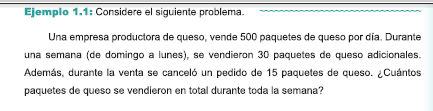 Ejemplo 1.1: Considere el siguiente problema.
Una empresa productora de queso, vende 500 paquetes de queso por día. Durante
una semana (de domingo a lunes), se vendieron 30 paquetes de queso adicionales.
Además, durante la venta se canceló un pedido de 15 paquetes de queso. ¿Cuántos
paquetes de queso se vendieron en total durante toda la semana?